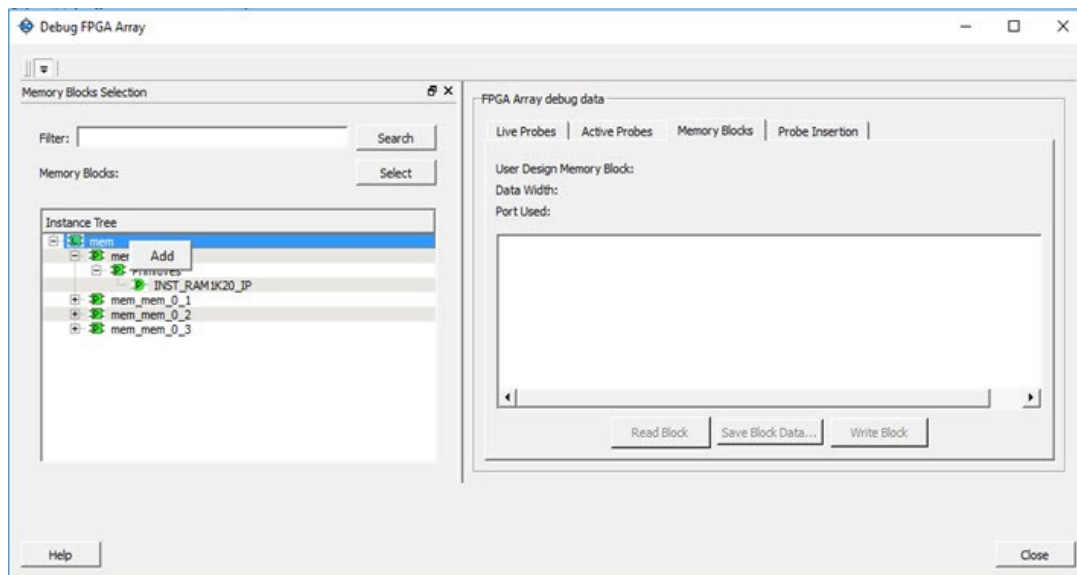 Debug FPGA Array
Memory Blocks Selection
Filter:
Search
Memory Blocks:
Select
Instance Tree
mem
Add
Primitives
INST_RAM1K20_IP
mem_mem_0_1
mem_mem_0_2
mem_mem_0_3
FPGA Array debug data
Live Probes
Active Probes
Memory Blocks
Probe Insertion
User Design Memory Block:
Data Width:
Port Used:
Read Block
Save Block Data...
Write Block
Help
Close